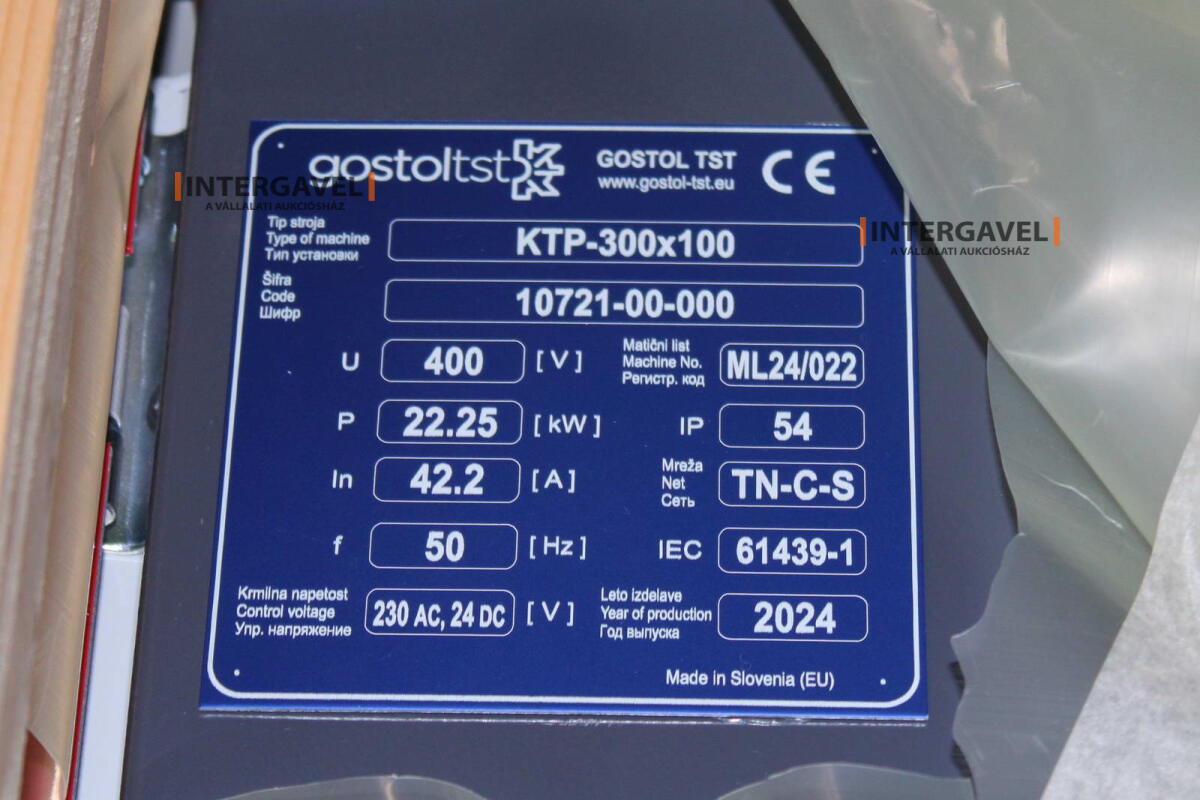 gostoltst GOSTOL TST CE
www.gostol-tst.eu
INTERGAVEL
A VÁLLALATI AUKCIÓSHÁZ
INTERGAVEL
A VÁLLALATI AUKCIÓSHÁZ
Tip stroja
Type of machine KTP-300x100
Тип установки
Šifra
Code 10721-00-000
Шифр
U 400 [V]
Matični list
Machine No. ML24/022
Регистр. код
P 22.25 [kW] IP 54
In 42.2 [A]
Mreža
Net TN-C-S
Сеть
f 50 [Hz] IEC 61439-1
Krmilna napetost
Control voltage 230 AC, 24 DC [V]
Упр. напряжение
Leto izdelave
Year of production 2024
Год выпуска
Made in Slovenia (EU)